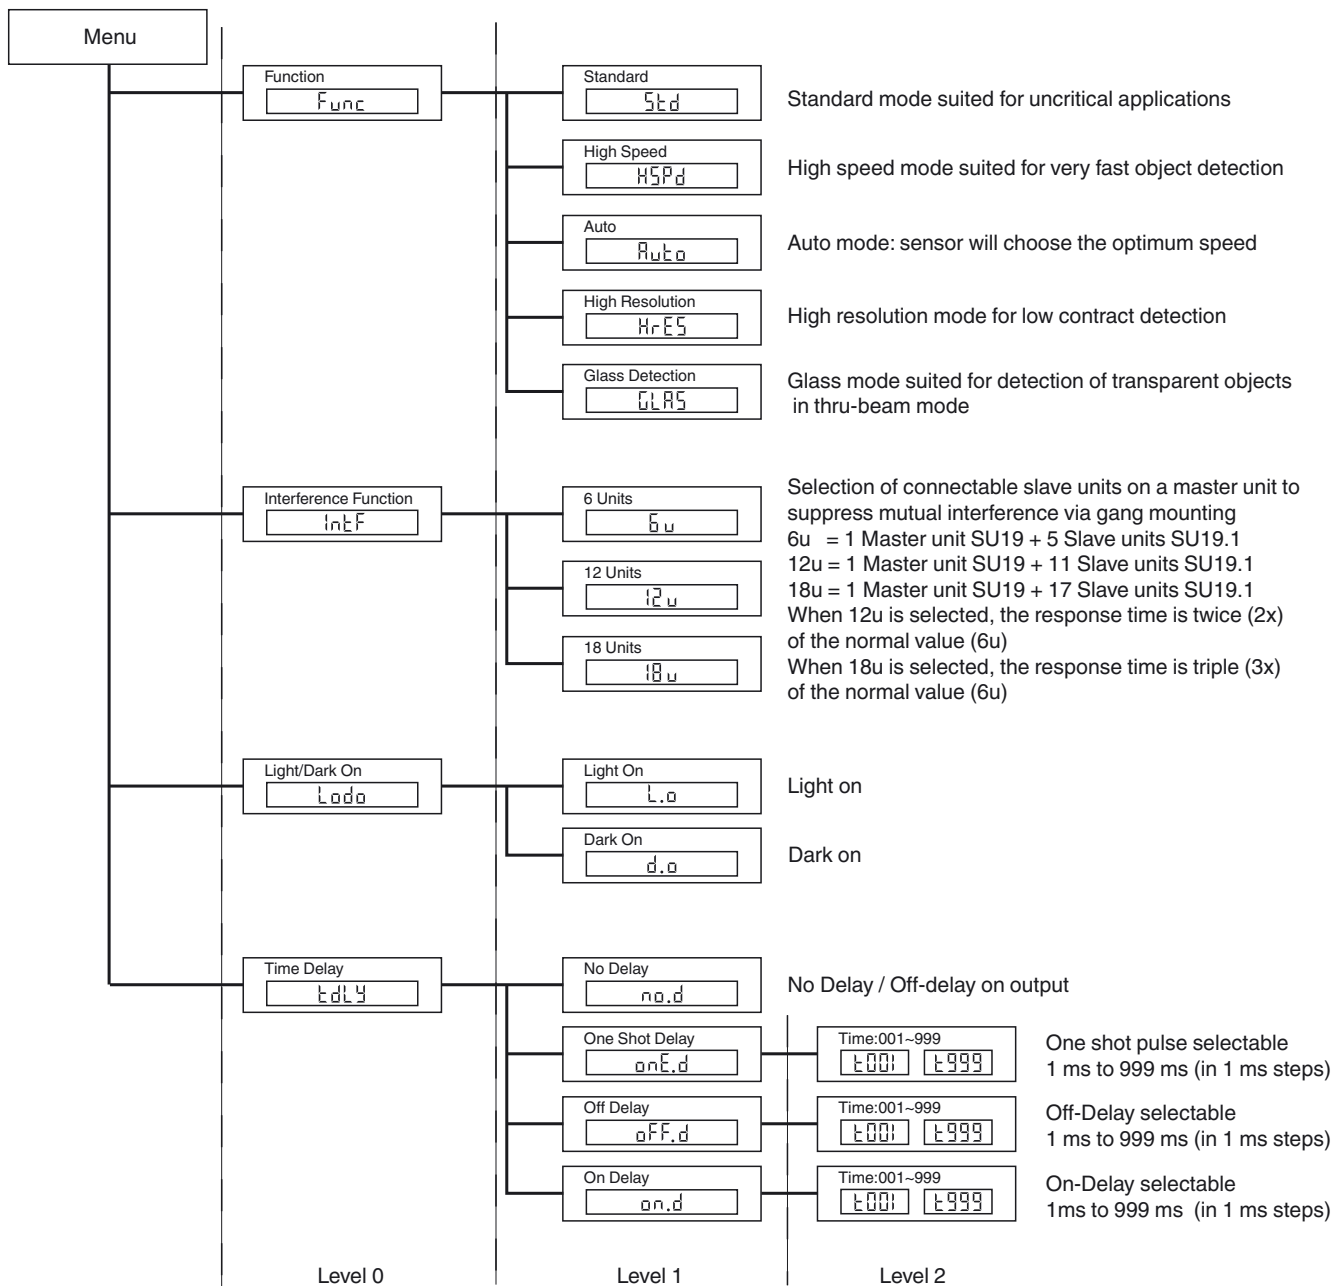 Menu
Function
Func
Standard
Std
Standard mode suited for uncritical applications
High Speed
HSPd
High speed mode suited for very fast object detection
Auto
Auto
Auto mode: sensor will choose the optimum speed
High Resolution
HrES
High resolution mode for low contract detection
Glass Detection
GLAS
Glass mode suited for detection of transparent objects
in thru-beam mode
Interference Function
IntF
6 Units
6u
12 Units
12u
18 Units
18u
Selection of connectable slave units on a master unit to
suppress mutual interference via gang mounting
6u = 1 Master unit SU19 + 5 Slave units SU19.1
12u = 1 Master unit SU19 + 11 Slave units SU19.1
18u = 1 Master unit SU19 + 17 Slave units SU19.1
When 12u is selected, the response time is twice (2x)
of the normal value (6u)
When 18u is selected, the response time is triple (3x)
of the normal value (6u)
Light/Dark On
Lodo
Light On
L.o
Light on
Dark On
d.o
Dark on
Time Delay
tdLY
No Delay
no.d
No Delay / Off-delay on output
One Shot Delay
onE.d
Time:001~999
t001 t999
One shot pulse selectable
1 ms to 999 ms (in 1 ms steps)
Off Delay
oFF.d
Time:001~999
t001 t999
Off-Delay selectable
1 ms to 999 ms (in 1 ms steps)
On Delay
on.d
Time:001~999
t001 t999
On-Delay selectable
1ms to 999 ms (in 1 ms steps)
Level 0
Level 1
Level 2